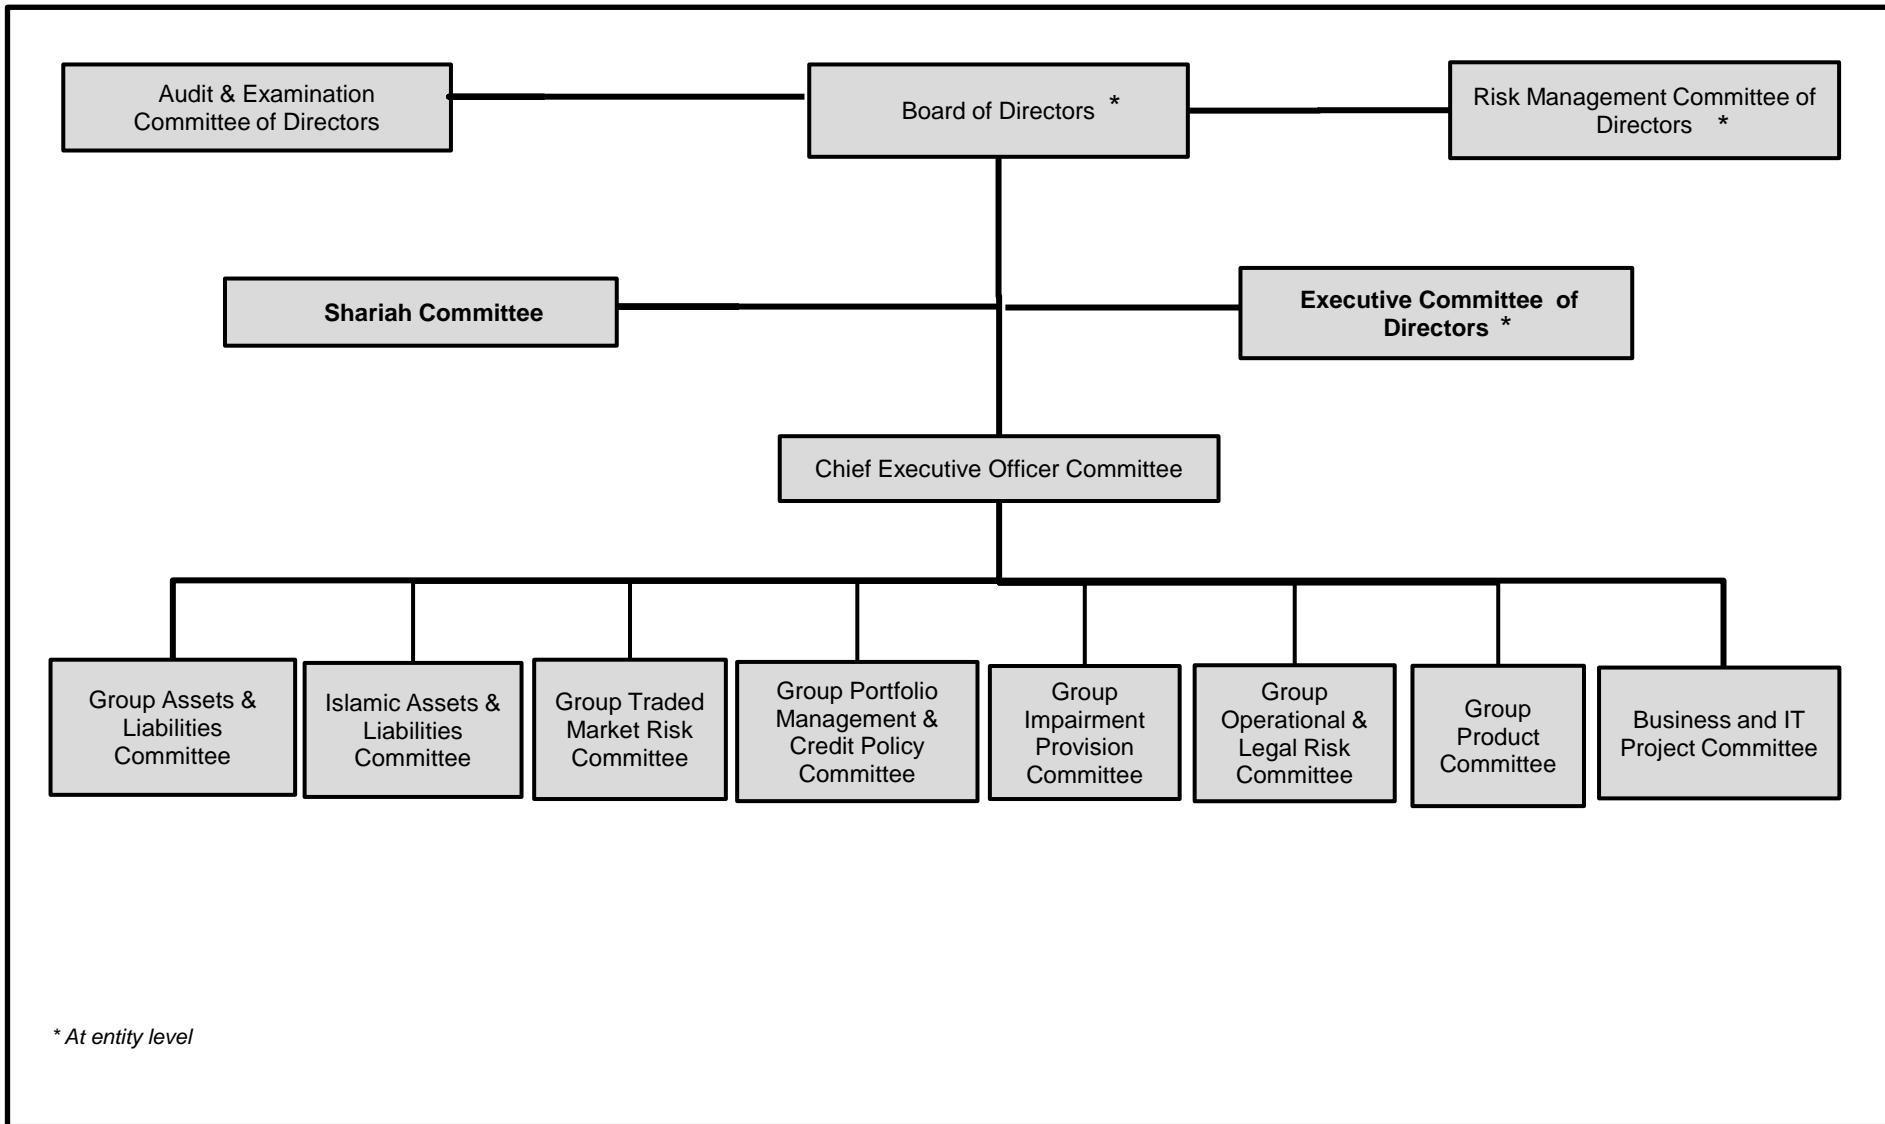 Audit & Examination
Committee of Directors
Board of Directors *
Risk Management Committee of
Directors *
Shariah Committee
Executive Committee of
Directors *
Chief Executive Officer Committee
Group Assets &
Liabilities
Committee
Islamic Assets &
Liabilities
Committee
Group Traded
Market Risk
Committee
Group Portfolio
Management &
Credit Policy
Committee
Group
Impairment
Provision
Committee
Group
Operational &
Legal Risk
Committee
Group
Product
Committee
Business and IT
Project Committee
* At entity level